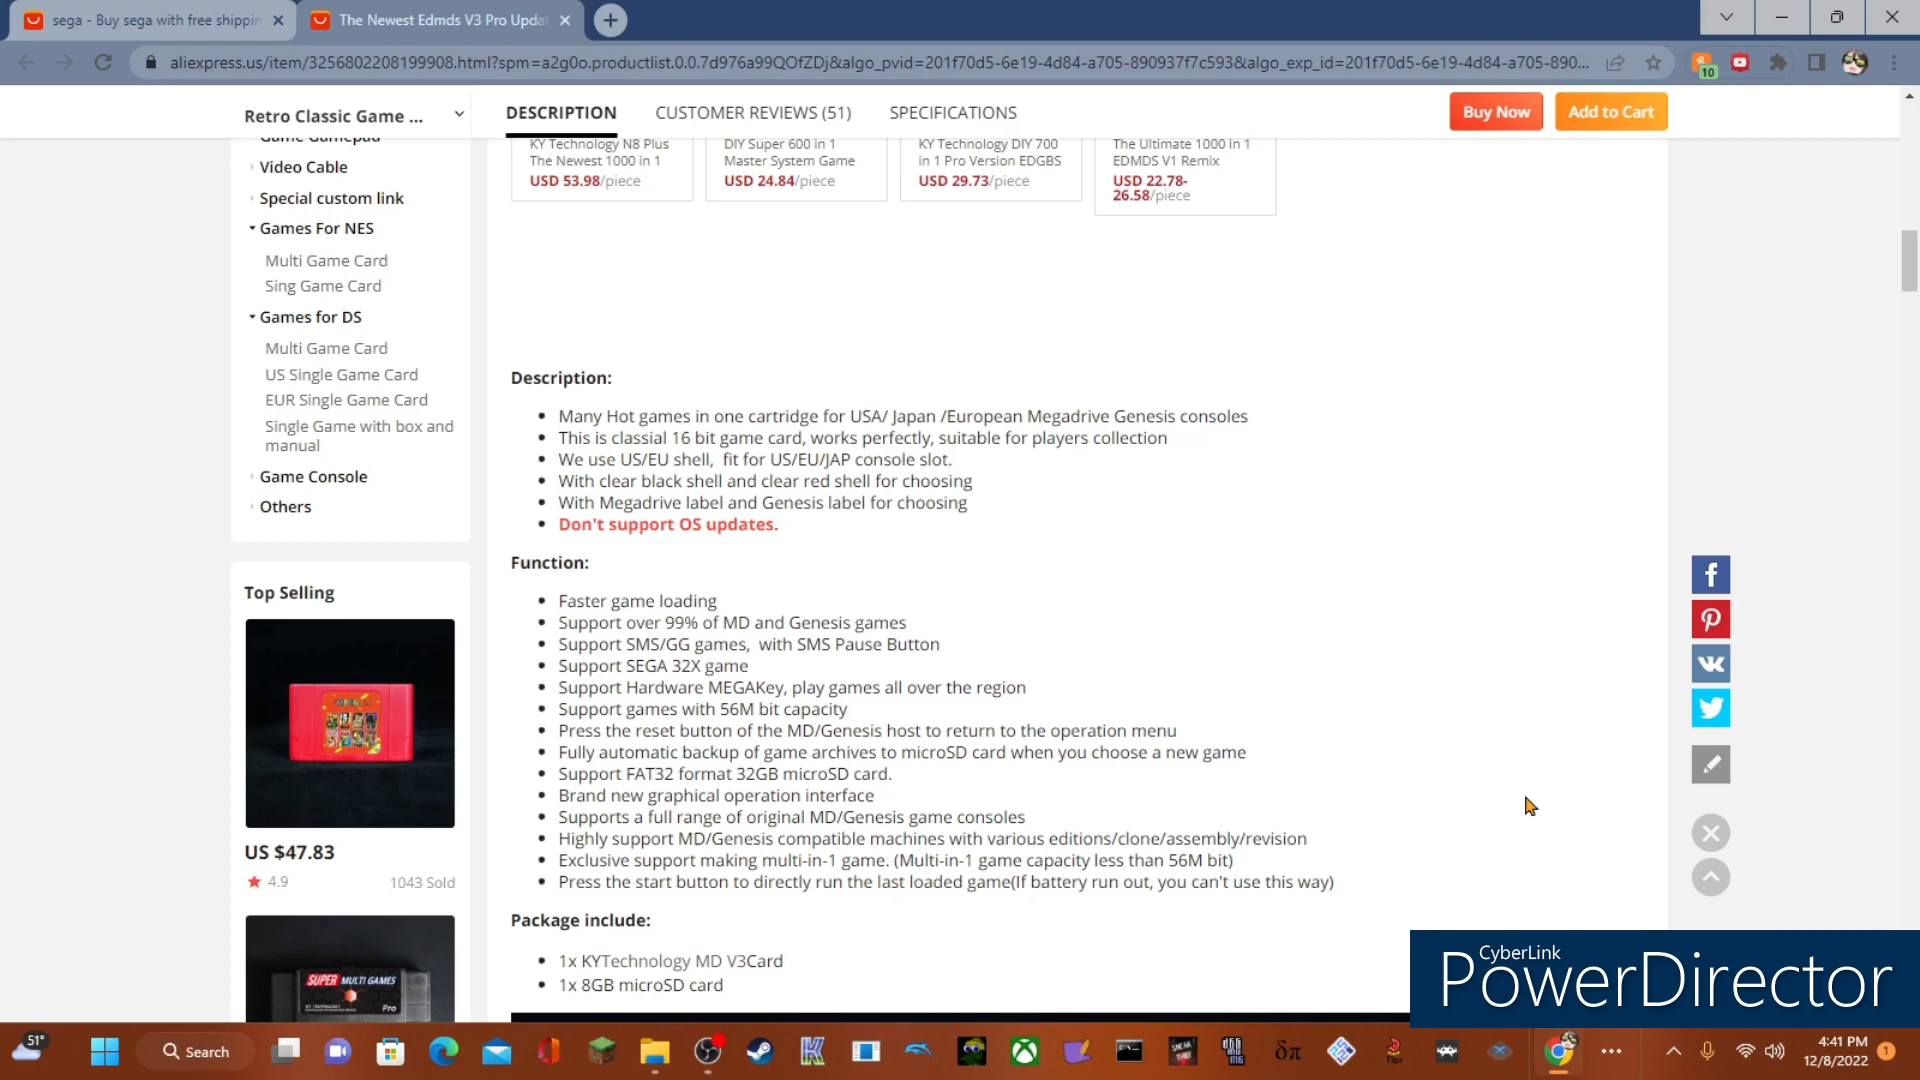 sega - Buy sega with free shippin
The Newest Edmds V3 Pro Upda
aliexpress.us/item/3256802208199908.html?spm=a2g0o.productlist.0.0.7d976a99QOfZDj&algo_pvid=201f70d5-6e19-4d84-a705-890937f7c593&algo_exp_id=201f70d5-6e19-4d84-a705-890...
10
Retro Classic Game ...
DESCRIPTION
CUSTOMER REVIEWS (51)
SPECIFICATIONS
Buy Now
Add to Cart
Game Gamepad
Video Cable
Special custom link
Games For NES
Multi Game Card
Sing Game Card
Games for DS
Multi Game Card
US Single Game Card
EUR Single Game Card
Single Game with box and
manual
Game Console
Others
Top Selling
US $47.83
4.9
1043 Sold
SUPER MULTI GAMES
Pro
KY Technology N8 Plus
The Newest 1000 in 1
USD 53.98/piece
DIY Super 600 in 1
Master System Game
USD 24.84/piece
KY Technology DIY 700
in 1 Pro Version EDGBS
USD 29.73/piece
The Ultimate 1000 in 1
EDMDS V1 Remix
USD 22.78-
26.58/piece
Description:
Many Hot games in one cartridge for USA/ Japan /European Megadrive Genesis consoles
This is classial 16 bit game card, works perfectly, suitable for players collection
We use US/EU shell,  fit for US/EU/JAP console slot.
With clear black shell and clear red shell for choosing
With Megadrive label and Genesis label for choosing
Don't support OS updates.
Function:
Faster game loading
Support over 99% of MD and Genesis games
Support SMS/GG games,  with SMS Pause Button
Support SEGA 32X game
Support Hardware MEGAKey, play games all over the region
Support games with 56M bit capacity
Press the reset button of the MD/Genesis host to return to the operation menu
Fully automatic backup of game archives to microSD card when you choose a new game
Support FAT32 format 32GB microSD card.
Brand new graphical operation interface
Supports a full range of original MD/Genesis game consoles
Highly support MD/Genesis compatible machines with various editions/clone/assembly/revision
Exclusive support making multi-in-1 game. (Multi-in-1 game capacity less than 56M bit)
Press the start button to directly run the last loaded game(If battery run out, you can't use this way)
Package include:
1x KYTechnology MD V3Card
1x 8GB microSD card
CyberLink
PowerDirector
51°
Search
SNEAK THIEF
δπ
4:41 PM
12/8/2022
1